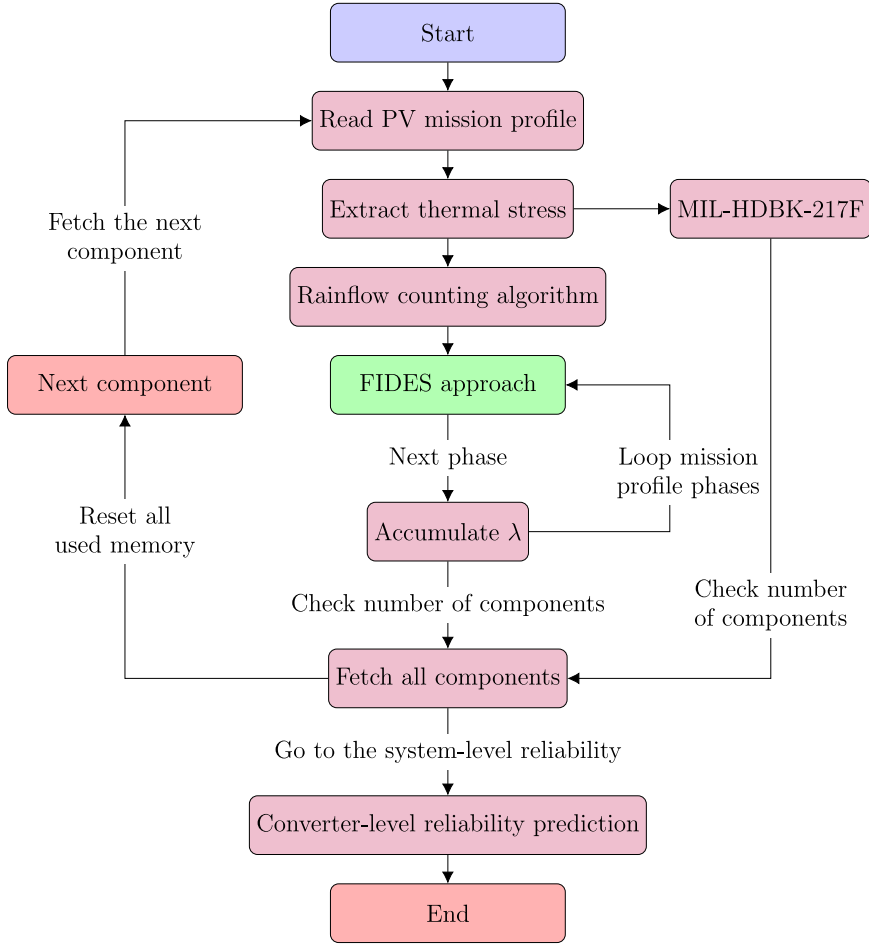 Start
Read PV mission profile
Extract thermal stress
MIL-HDBK-217F
Fetch the next
component
Rainflow counting algorithm
Next component
FIDES approach
Next phase
Loop mission
profile phases
Reset all
used memory
Accumulate λ
Check number of components
Check number
of components
Fetch all components
Go to the system-level reliability
Converter-level reliability prediction
End